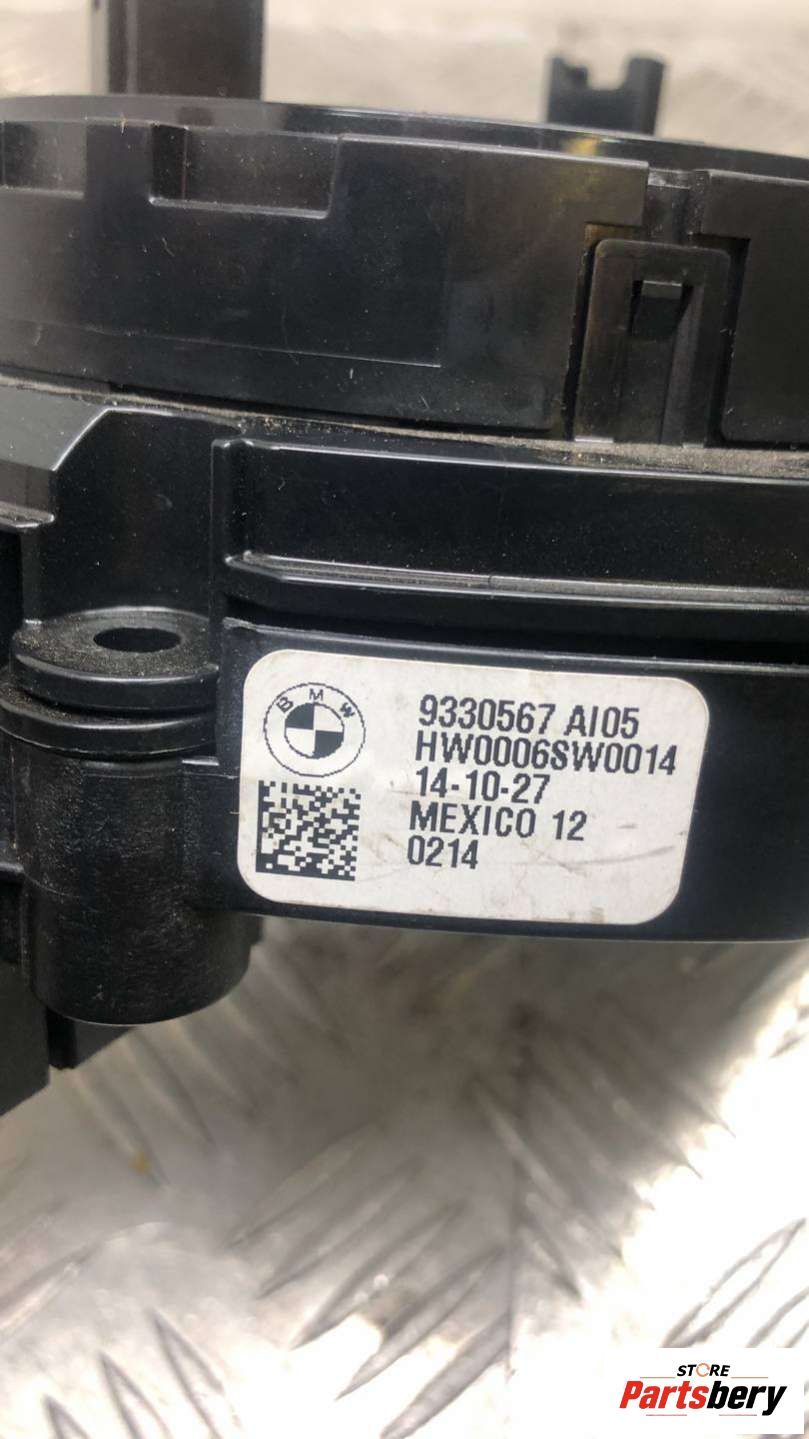 BMW
9330567 AI05
HW0006SW0014
14-10-27
MEXICO 12
0214
STORE
Partsbery